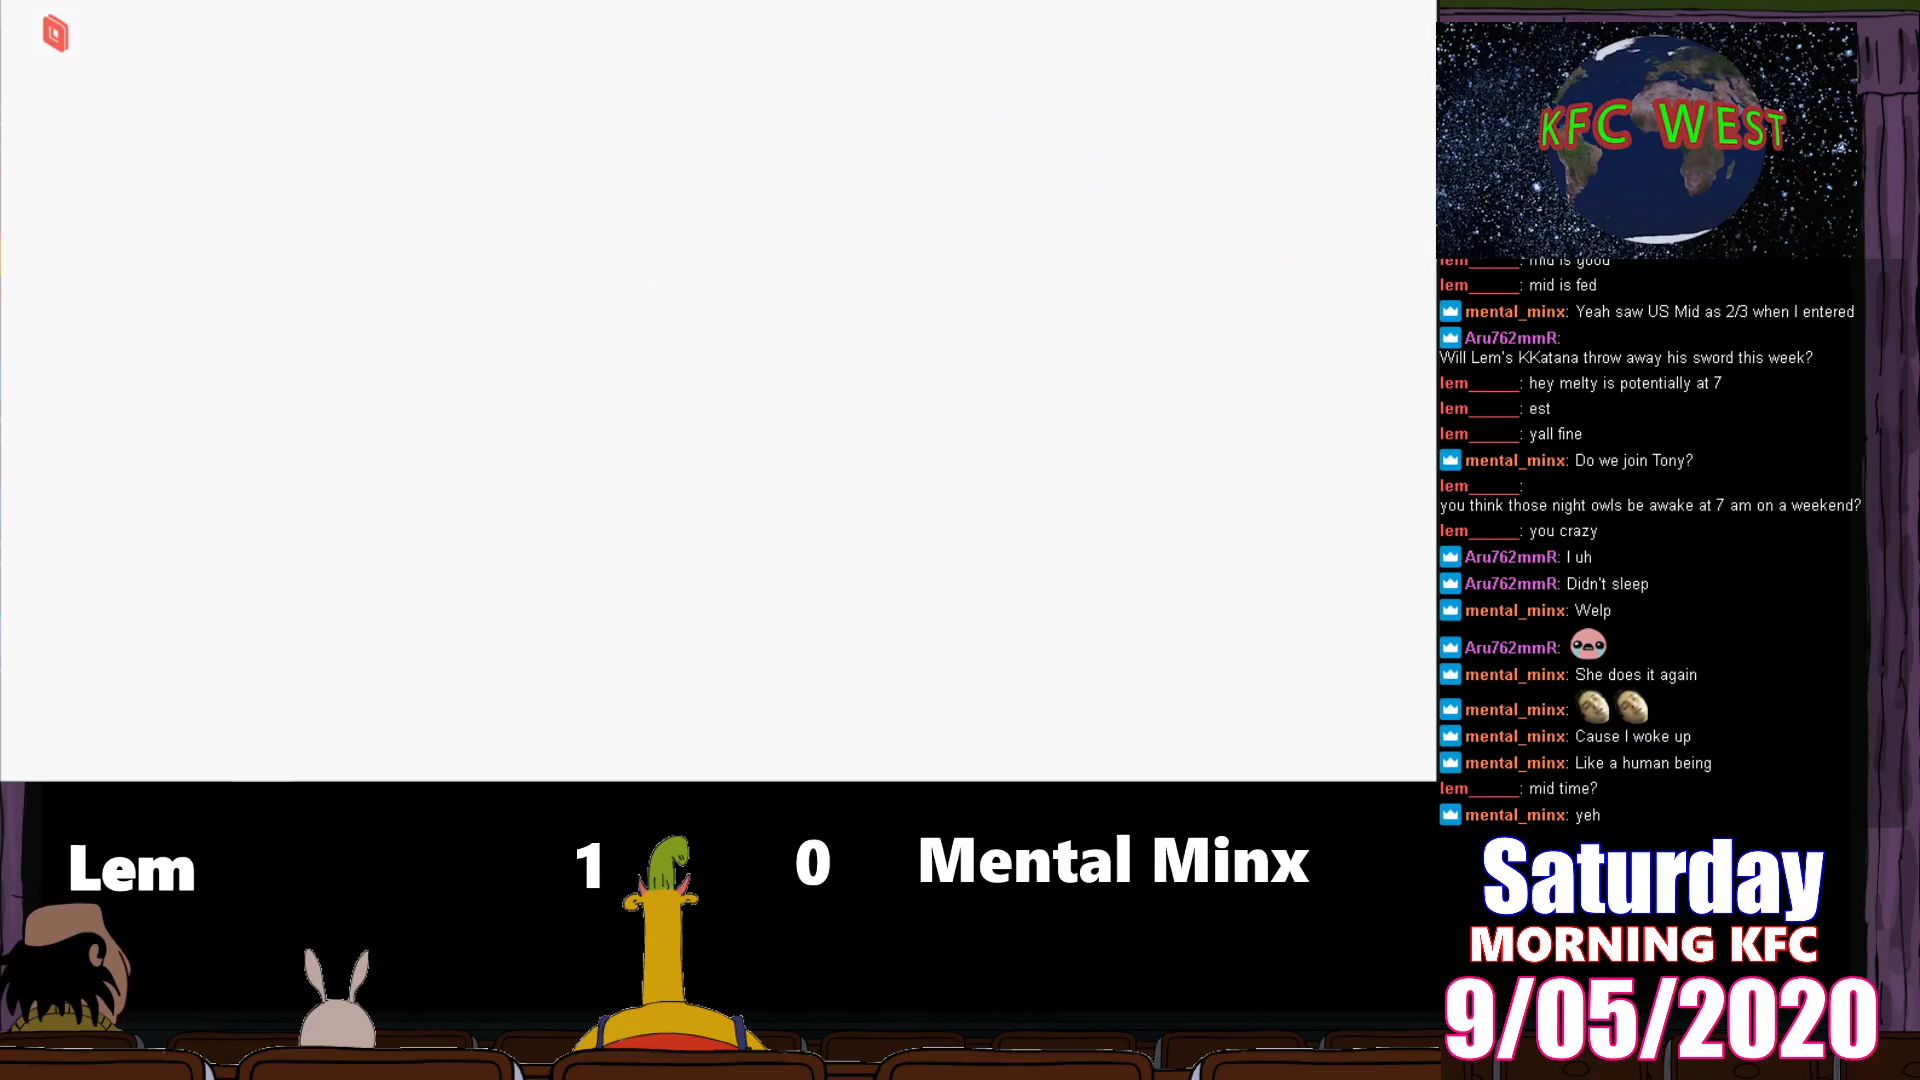 KFC WEST
lem______: mid is good
lem______: mid is fed
mental_minx: Yeah saw US Mid as 2/3 when I entered
Aru762mmR:
Will Lem's KKatana throw away his sword this week?
lem______: hey melty is potentially at 7
lem______: est
lem______: yall fine
mental_minx: Do we join Tony?
lem______:
you think those night owls be awake at 7 am on a weekend?
lem______: you crazy
Aru762mmR: I uh
Aru762mmR: Didn't sleep
mental_minx: Welp
Aru762mmR:
mental_minx: She does it again
mental_minx:
mental_minx: Cause I woke up
mental_minx: Like a human being
lem______: mid time?
mental_minx: yeh
Lem 1 0 Mental Minx
Saturday
MORNING KFC
9/05/2020